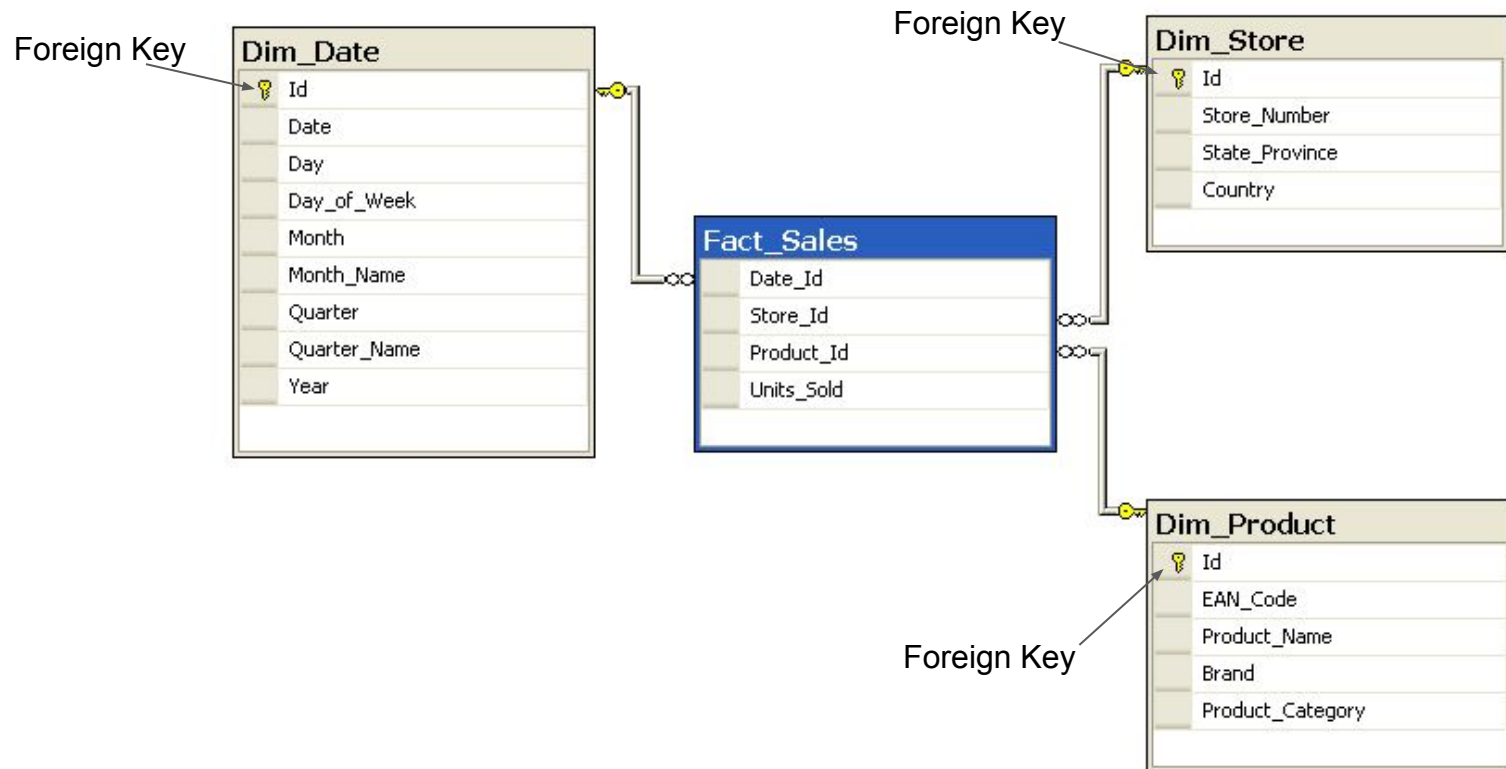 Foreign Key
Dim_Date
Id
Date
Day
Day_of_Week
Month
Month_Name
Quarter
Quarter_Name
Year
Fact_Sales
Date_Id
Store_Id
Product_Id
Units_Sold
Foreign Key
Dim_Store
Id
Store_Number
State_Province
Country
Foreign Key
Dim_Product
Id
EAN_Code
Product_Name
Brand
Product_Category